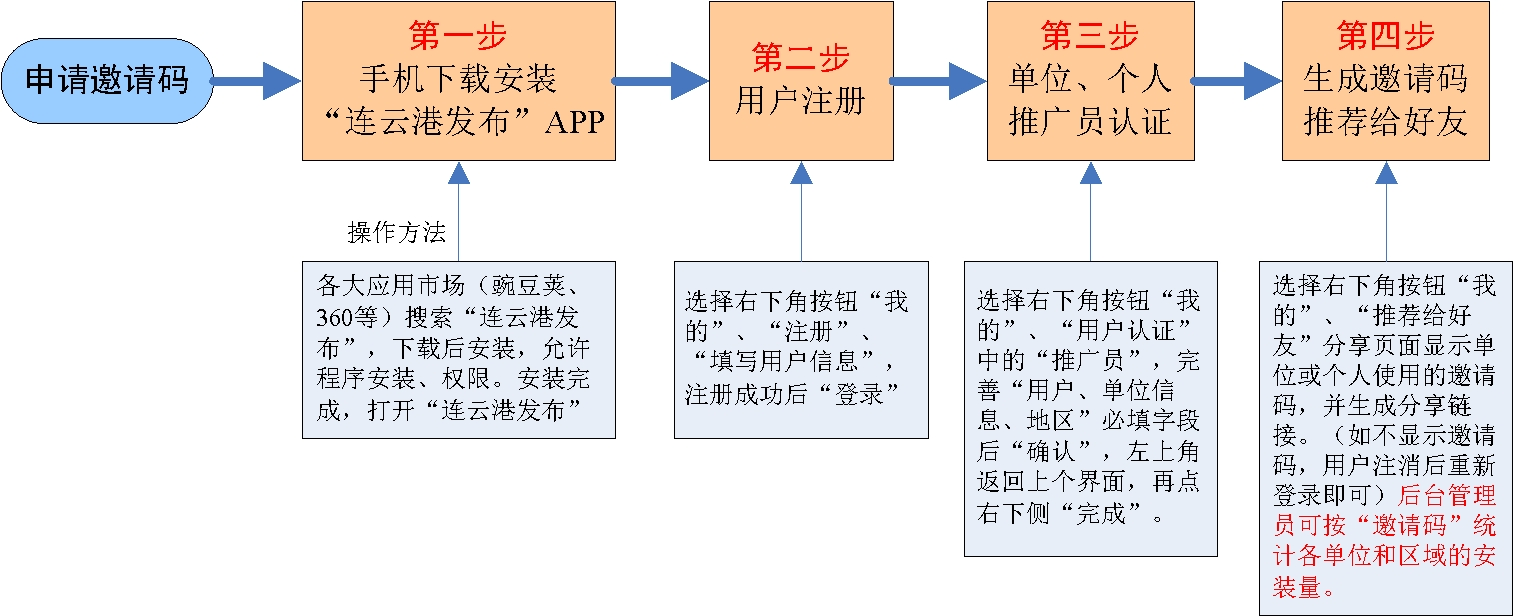 申请邀请码
第一步
手机下载安装
“连云港发布”APP
第二步
用户注册
第三步
单位、个人
推广员认证
第四步
生成邀请码
推荐给好友
操作方法
各大应用市场（豌豆荚、
360等）搜索“连云港发
布”，下载后安装，允许
程序安装、权限。安装完
成，打开“连云港发布”
选择右下角按钮“我
的”、“注册”、
“填写用户信息”，
注册成功后“登录”
选择右下角按钮“我
的”、“用户认证”
中的“推广员”，完
善“用户、单位信
息、地区”必填字段
后“确认”，左上角
返回上个界面，再点
右下侧“完成”。
选择右下角按钮“我
的”、“推荐给好
友”分享页面显示单
位或个人使用的邀请
码，并生成分享链
接。（如不显示邀请
码，用户注消后重新
登录即可）后台管理
员可按“邀请码”统
计各单位和区域的安
装量。